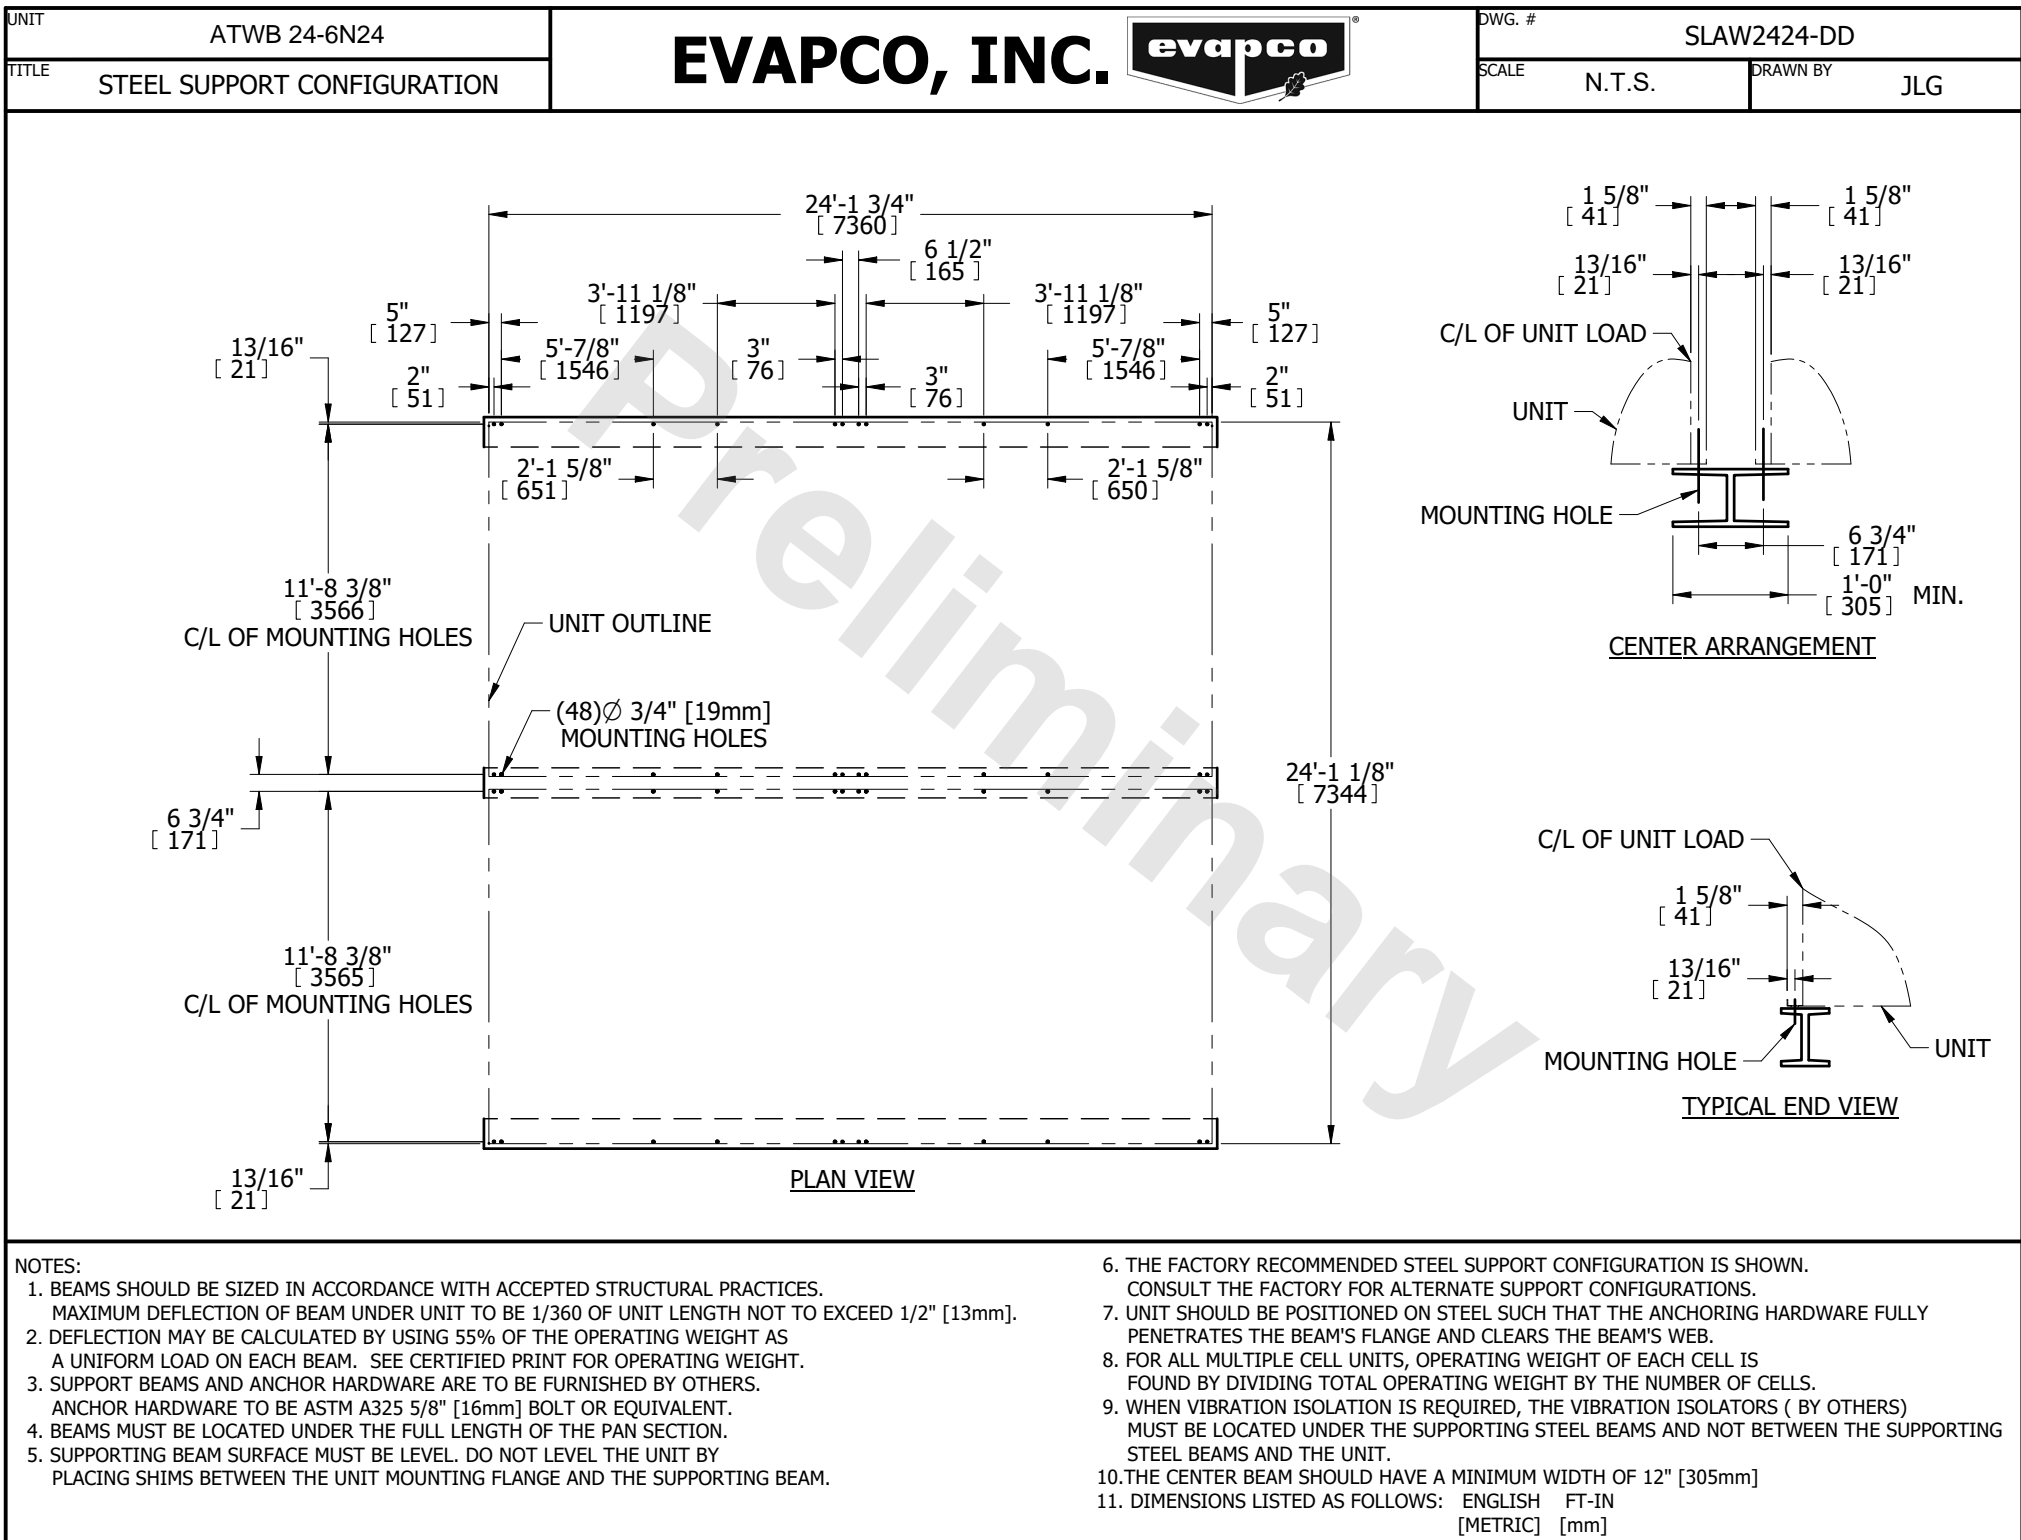 UNIT
ATWB 24-6N24
TITLE
STEEL SUPPORT CONFIGURATION
EVAPCO, INC.
evapco
®
DWG. #
SLAW2424-DD
SCALE
N.T.S.
DRAWN BY
JLG
24'-1 3/4"
[ 7360 ]
6 1/2"
[ 165 ]
3'-11 1/8"
[ 1197 ]
3'-11 1/8"
[ 1197 ]
5"
[ 127 ]
5"
[ 127 ]
13/16"
[ 21 ]
5'-7/8"
[ 1546 ]
3"
[ 76 ]
5'-7/8"
[ 1546 ]
2"
[ 51 ]
3"
[ 76 ]
2"
[ 51 ]
2'-1 5/8"
[ 651 ]
2'-1 5/8"
[ 650 ]
11'-8 3/8"
[ 3566 ]
C/L OF MOUNTING HOLES
UNIT OUTLINE
(48)Ø 3/4" [19mm]
MOUNTING HOLES
6 3/4"
[ 171 ]
24'-1 1/8"
[ 7344 ]
11'-8 3/8"
[ 3565 ]
C/L OF MOUNTING HOLES
13/16"
[ 21 ]
PLAN VIEW
Preliminary
1 5/8"
[ 41 ]
1 5/8"
[ 41 ]
13/16"
[ 21 ]
13/16"
[ 21 ]
C/L OF UNIT LOAD
UNIT
MOUNTING HOLE
6 3/4"
[ 171 ]
1'-0"
[ 305 ] MIN.
CENTER ARRANGEMENT
C/L OF UNIT LOAD
1 5/8"
[ 41 ]
13/16"
[ 21 ]
MOUNTING HOLE
UNIT
TYPICAL END VIEW
NOTES:
1. BEAMS SHOULD BE SIZED IN ACCORDANCE WITH ACCEPTED STRUCTURAL PRACTICES.
MAXIMUM DEFLECTION OF BEAM UNDER UNIT TO BE 1/360 OF UNIT LENGTH NOT TO EXCEED 1/2" [13mm].
2. DEFLECTION MAY BE CALCULATED BY USING 55% OF THE OPERATING WEIGHT AS
A UNIFORM LOAD ON EACH BEAM. SEE CERTIFIED PRINT FOR OPERATING WEIGHT.
3. SUPPORT BEAMS AND ANCHOR HARDWARE ARE TO BE FURNISHED BY OTHERS.
ANCHOR HARDWARE TO BE ASTM A325 5/8" [16mm] BOLT OR EQUIVALENT.
4. BEAMS MUST BE LOCATED UNDER THE FULL LENGTH OF THE PAN SECTION.
5. SUPPORTING BEAM SURFACE MUST BE LEVEL. DO NOT LEVEL THE UNIT BY
PLACING SHIMS BETWEEN THE UNIT MOUNTING FLANGE AND THE SUPPORTING BEAM.
6. THE FACTORY RECOMMENDED STEEL SUPPORT CONFIGURATION IS SHOWN.
CONSULT THE FACTORY FOR ALTERNATE SUPPORT CONFIGURATIONS.
7. UNIT SHOULD BE POSITIONED ON STEEL SUCH THAT THE ANCHORING HARDWARE FULLY
PENETRATES THE BEAM'S FLANGE AND CLEARS THE BEAM'S WEB.
8. FOR ALL MULTIPLE CELL UNITS, OPERATING WEIGHT OF EACH CELL IS
FOUND BY DIVIDING TOTAL OPERATING WEIGHT BY THE NUMBER OF CELLS.
9. WHEN VIBRATION ISOLATION IS REQUIRED, THE VIBRATION ISOLATORS ( BY OTHERS)
MUST BE LOCATED UNDER THE SUPPORTING STEEL BEAMS AND NOT BETWEEN THE SUPPORTING
STEEL BEAMS AND THE UNIT.
10.THE CENTER BEAM SHOULD HAVE A MINIMUM WIDTH OF 12" [305mm]
11. DIMENSIONS LISTED AS FOLLOWS: ENGLISH FT-IN
[METRIC] [mm]